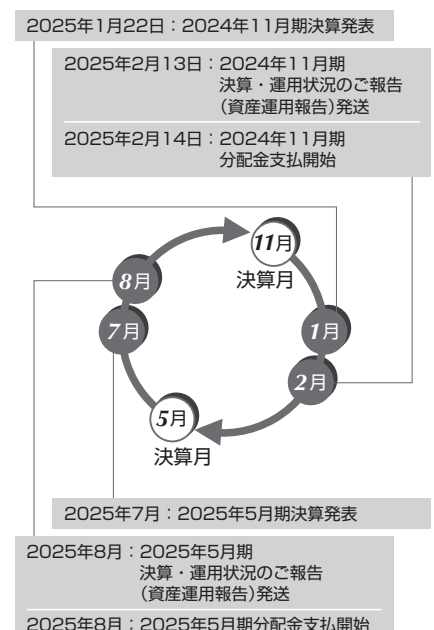 2025年1月22日：2024年11月期決算発表
2025年2月13日：2024年11月期
決算・運用状況のご報告
（資産運用報告）発送
2025年2月14日：2024年11月期
分配金支払開始
11月
決算月
8月
7月
1月
2月
5月
決算月
2025年7月：2025年5月期決算発表
2025年8月：2025年5月期
決算・運用状況のご報告
（資産運用報告）発送
2025年8月：2025年5月期分配金支払開始